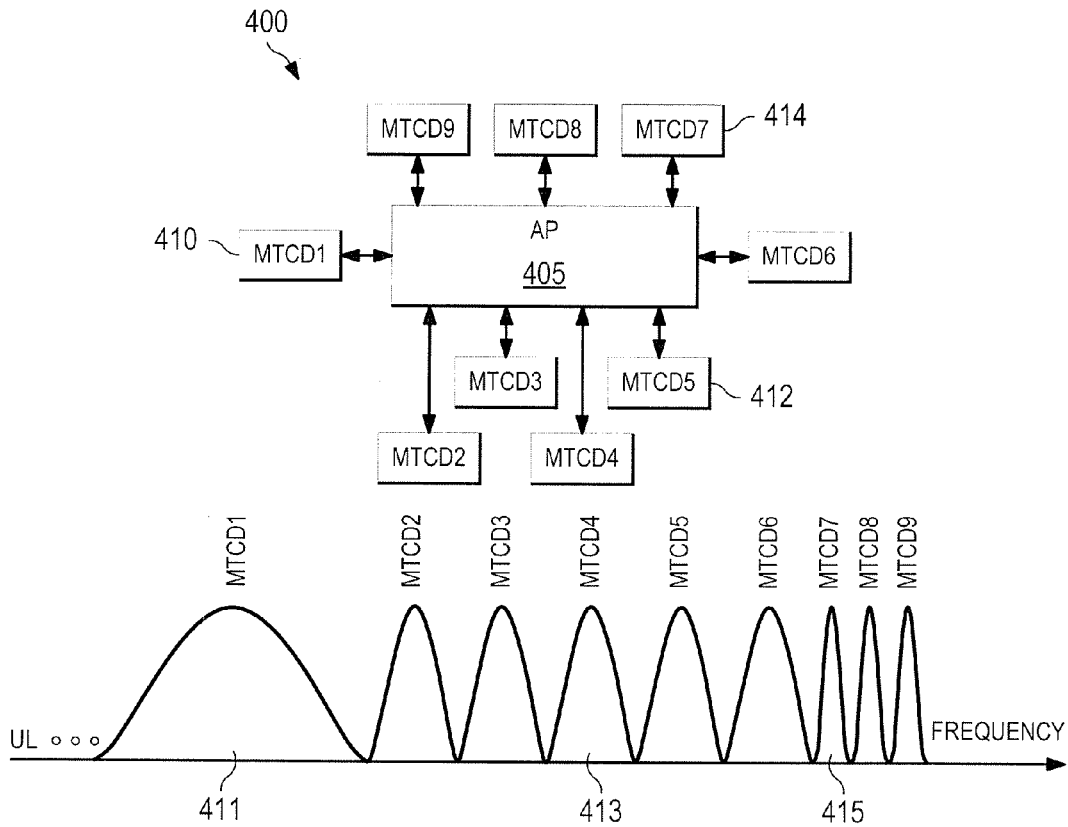 400
MTCD9
MTCD8
MTCD7
414
410
MTCD1
AP
405
MTCD6
MTCD3
MTCD5
412
MTCD2
MTCD4
MTCD1
MTCD2
MTCD3
MTCD4
MTCD5
MTCD6
MTCD7
MTCD8
MTCD9
UL
FREQUENCY
411
413
415